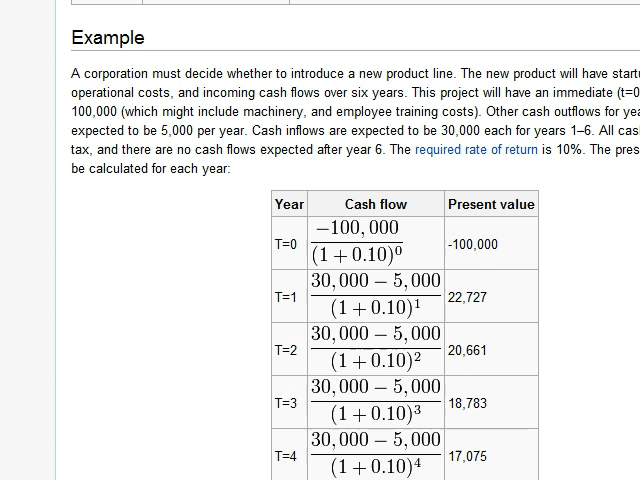 Example
A corporation must decide whether to introduce a new product line. The new product will have
operational costs, and incoming cash flows over six years. This project will have an immediate (t=0
100,000 (which might include machinery, and employee training costs). Other cash outflows for
expected to be 5,000 per year. Cash inflows are expected to be 30,000 each for years 1–6. All
tax, and there are no cash flows expected after year 6. The required rate of return is 10%. The
be calculated for each year:
Year Cash flow Present value
T=0 −100, 000 / (1 + 0.10)^0 -100,000
T=1 30, 000 − 5, 000 / (1 + 0.10)^1 22,727
T=2 30, 000 − 5, 000 / (1 + 0.10)^2 20,661
T=3 30, 000 − 5, 000 / (1 + 0.10)^3 18,783
T=4 30, 000 − 5, 000 / (1 + 0.10)^4 17,075